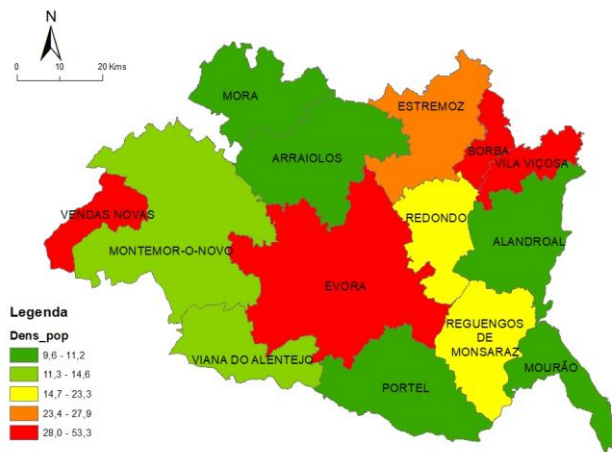 N
0 10 20 Kms
MORA
ESTREMOZ
ARRAIOLOS
BORBA
VILA VIÇOSA
VENDAS NOVAS
REDONDO
ALANDROAL
MONTEMOR-O-NOVO
ÉVORA
REGUENGOS
DE
MONSARAZ
VIANA DO ALENTEJO
MOURÃO
PORTEL
Legenda
Dens_pop
9,6 - 11,2
11,3 - 14,6
14,7 - 23,3
23,4 - 27,9
28,0 - 53,3